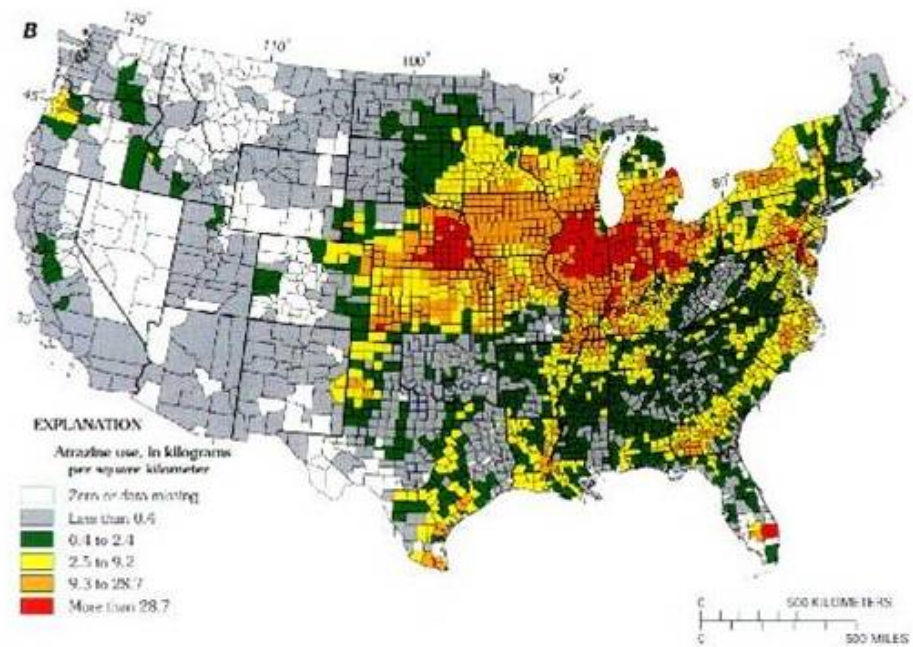 B
120°
110°
100°
90°
80°
45°
EXPLANATION
Atrazine use, in kilograms
per square kilometer
Zero or data missing
Less than 0.4
0.4 to 2.4
2.5 to 9.2
9.3 to 28.7
More than 28.7
0 500 KILOMETERS
0 500 MILES